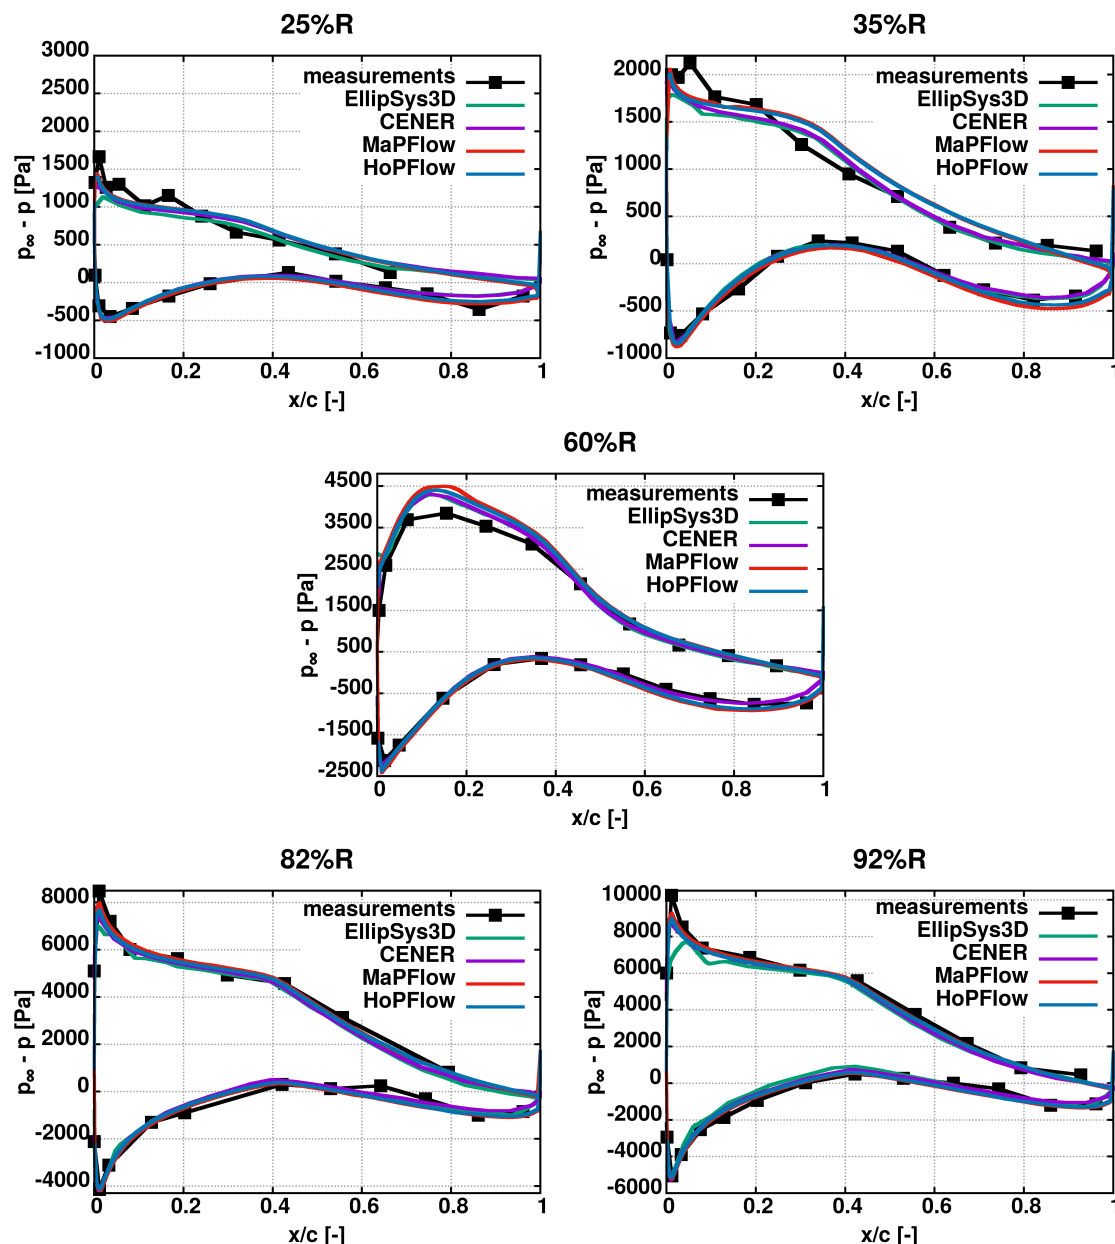 25%R
3000
2500
2000
1500
1000
500
0
-500
-1000
p∞ - p [Pa]
measurements
EllipSys3D
CENER
MaPFlow
HoPFlow
0 0.2 0.4 0.6 0.8 1
x/c [-]
35%R
2000
1500
1000
500
0
-500
-1000
p∞ - p [Pa]
measurements
EllipSys3D
CENER
MaPFlow
HoPFlow
0 0.2 0.4 0.6 0.8 1
x/c [-]
60%R
4500
3500
2500
1500
500
-500
-1500
-2500
p∞ - p [Pa]
measurements
EllipSys3D
CENER
MaPFlow
HoPFlow
0 0.2 0.4 0.6 0.8 1
x/c [-]
82%R
8000
6000
4000
2000
0
-2000
-4000
p∞ - p [Pa]
measurements
EllipSys3D
CENER
MaPFlow
HoPFlow
0 0.2 0.4 0.6 0.8 1
x/c [-]
92%R
10000
8000
6000
4000
2000
0
-2000
-4000
-6000
p∞ - p [Pa]
measurements
EllipSys3D
CENER
MaPFlow
HoPFlow
0 0.2 0.4 0.6 0.8 1
x/c [-]